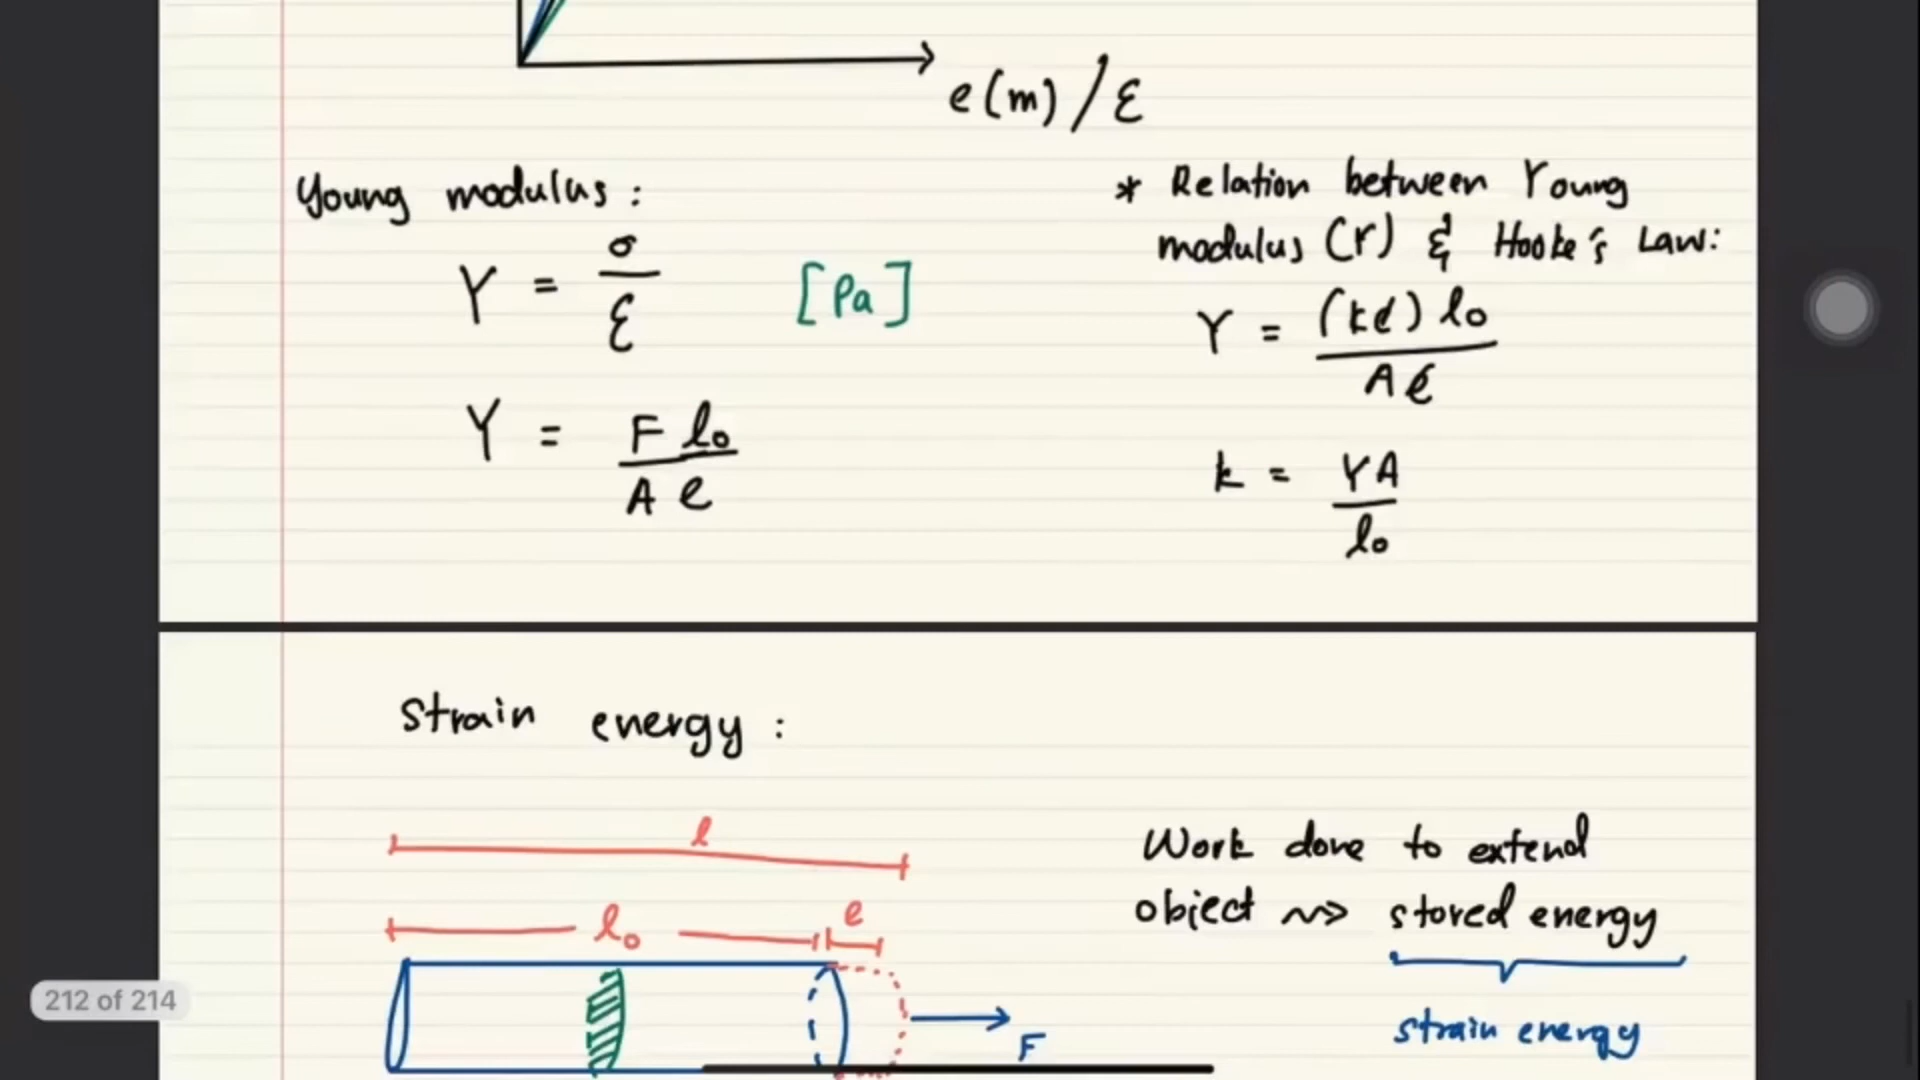 e(m) / ε
Young modulus:
Y = σ / ε [Pa]
Y = F l₀ / A e
* Relation between Young
modulus (Y) & Hooke's Law:
Y = (ke) l₀ / A e
k = YA / l₀
Strain energy:
l
l₀ e
F
Work done to extend
object ⇝ stored energy
strain energy
212 of 214